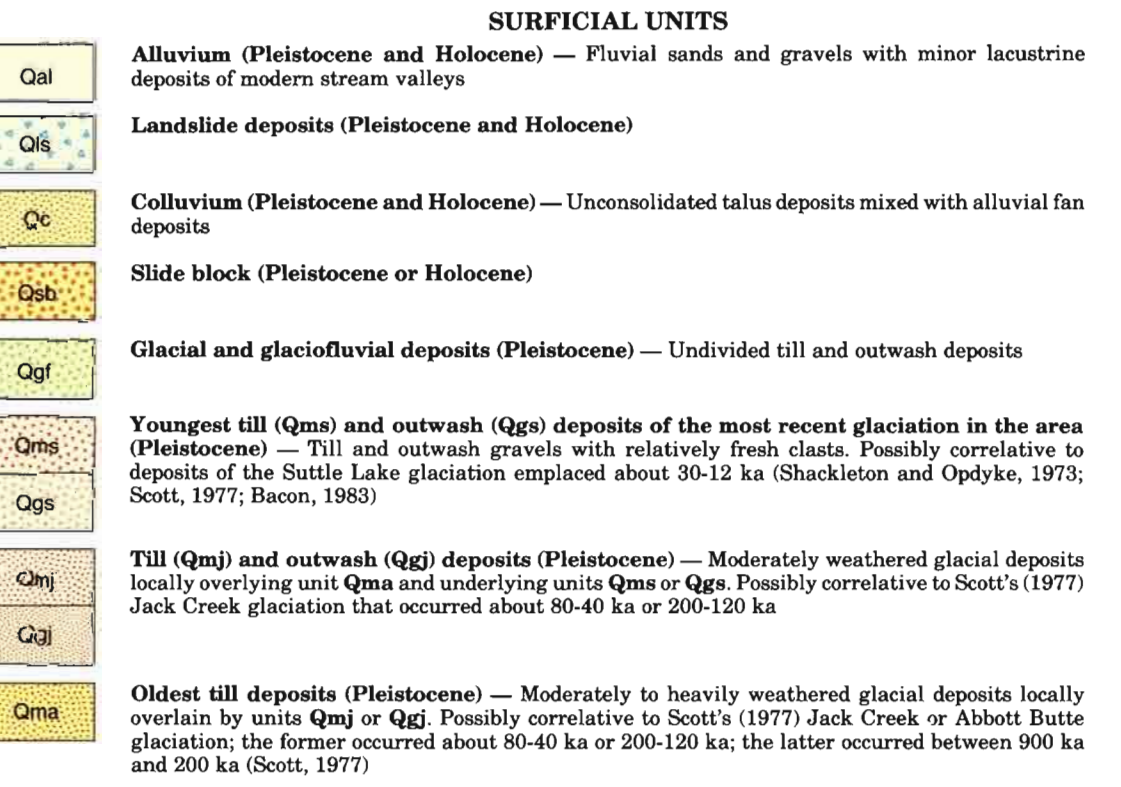 SURFICIAL UNITS
Qal
Alluvium (Pleistocene and Holocene) — Fluvial sands and gravels with minor lacustrine
deposits of modern stream valleys
Qls
Landslide deposits (Pleistocene and Holocene)
Qc
Colluvium (Pleistocene and Holocene) — Unconsolidated talus deposits mixed with alluvial fan
deposits
Qsb
Slide block (Pleistocene or Holocene)
Qgf
Glacial and glaciofluvial deposits (Pleistocene) — Undivided till and outwash deposits
Qms
Qgs
Youngest till (Qms) and outwash (Qgs) deposits of the most recent glaciation in the area
(Pleistocene) — Till and outwash gravels with relatively fresh clasts. Possibly correlative to
deposits of the Suttle Lake glaciation emplaced about 30-12 ka (Shackleton and Opdyke, 1973;
Scott, 1977; Bacon, 1983)
Qmj
Qgj
Till (Qmj) and outwash (Qgj) deposits (Pleistocene) — Moderately weathered glacial deposits
locally overlying unit Qma and underlying units Qms or Qgs. Possibly correlative to Scott's (1977)
Jack Creek glaciation that occurred about 80-40 ka or 200-120 ka
Qma
Oldest till deposits (Pleistocene) — Moderately to heavily weathered glacial deposits locally
overlain by units Qmj or Qgj. Possibly correlative to Scott's (1977) Jack Creek or Abbott Butte
glaciation; the former occurred about 80-40 ka or 200-120 ka; the latter occurred between 900 ka
and 200 ka (Scott, 1977)